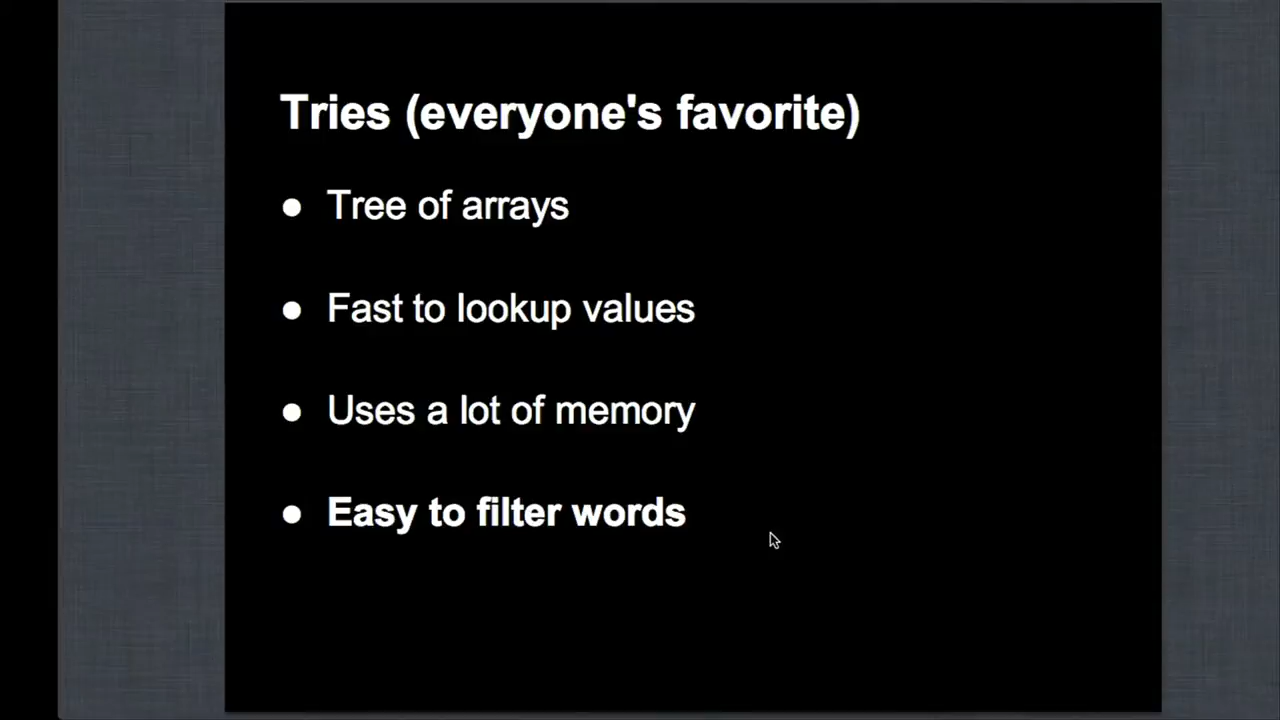 Tries (everyone's favorite)
● Tree of arrays
● Fast to lookup values
● Uses a lot of memory
● Easy to filter words